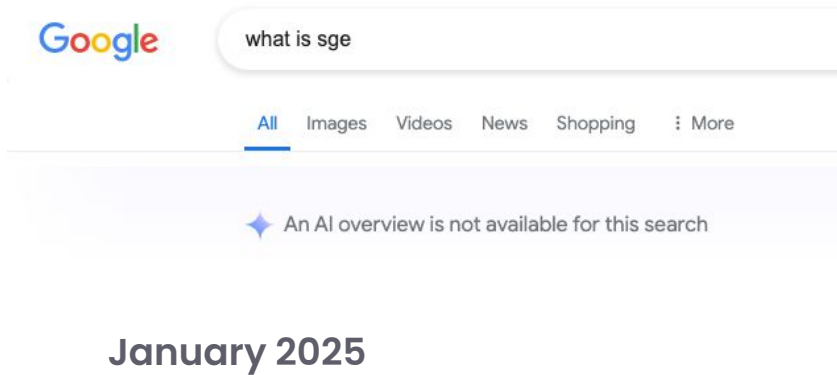 Google
what is sge
All Images Videos News Shopping More
An AI overview is not available for this search
January 2025